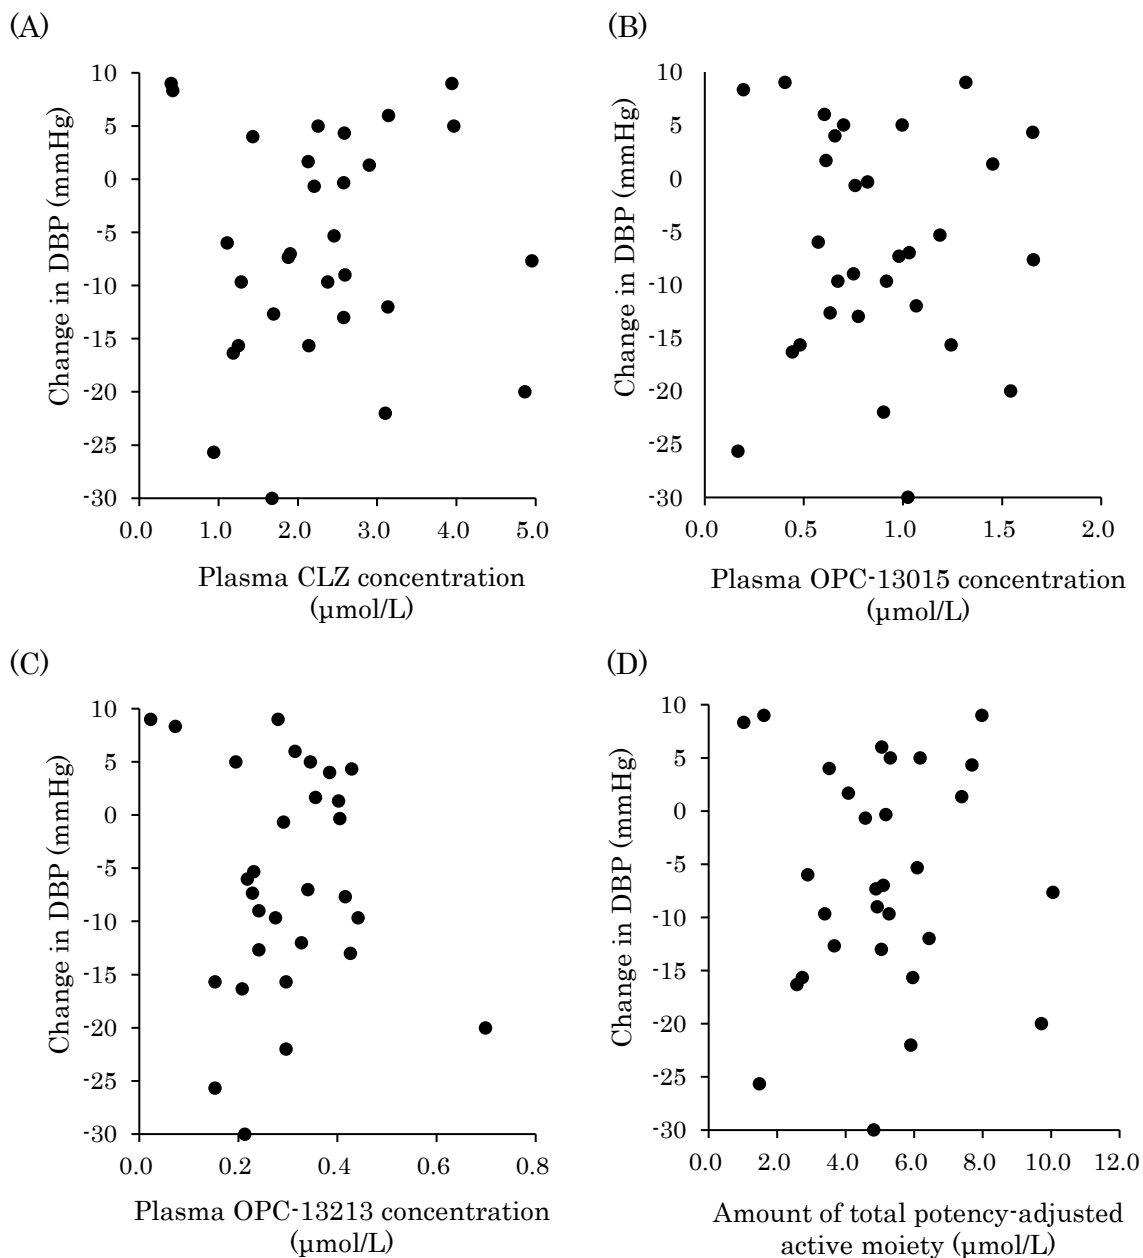 (A)
Change in DBP (mmHg)
10
5
0
-5
-10
-15
-20
-25
-30
0.0 1.0 2.0 3.0 4.0 5.0
Plasma CLZ concentration
(µmol/L)
(B)
Change in DBP (mmHg)
10
5
0
-5
-10
-15
-20
-25
-30
0.0 0.5 1.0 1.5 2.0
Plasma OPC-13015 concentration
(µmol/L)
(C)
Change in DBP (mmHg)
10
5
0
-5
-10
-15
-20
-25
-30
0.0 0.2 0.4 0.6 0.8
Plasma OPC-13213 concentration
(µmol/L)
(D)
Change in DBP (mmHg)
10
5
0
-5
-10
-15
-20
-25
-30
0.0 2.0 4.0 6.0 8.0 10.0 12.0
Amount of total potency-adjusted
active moiety (µmol/L)